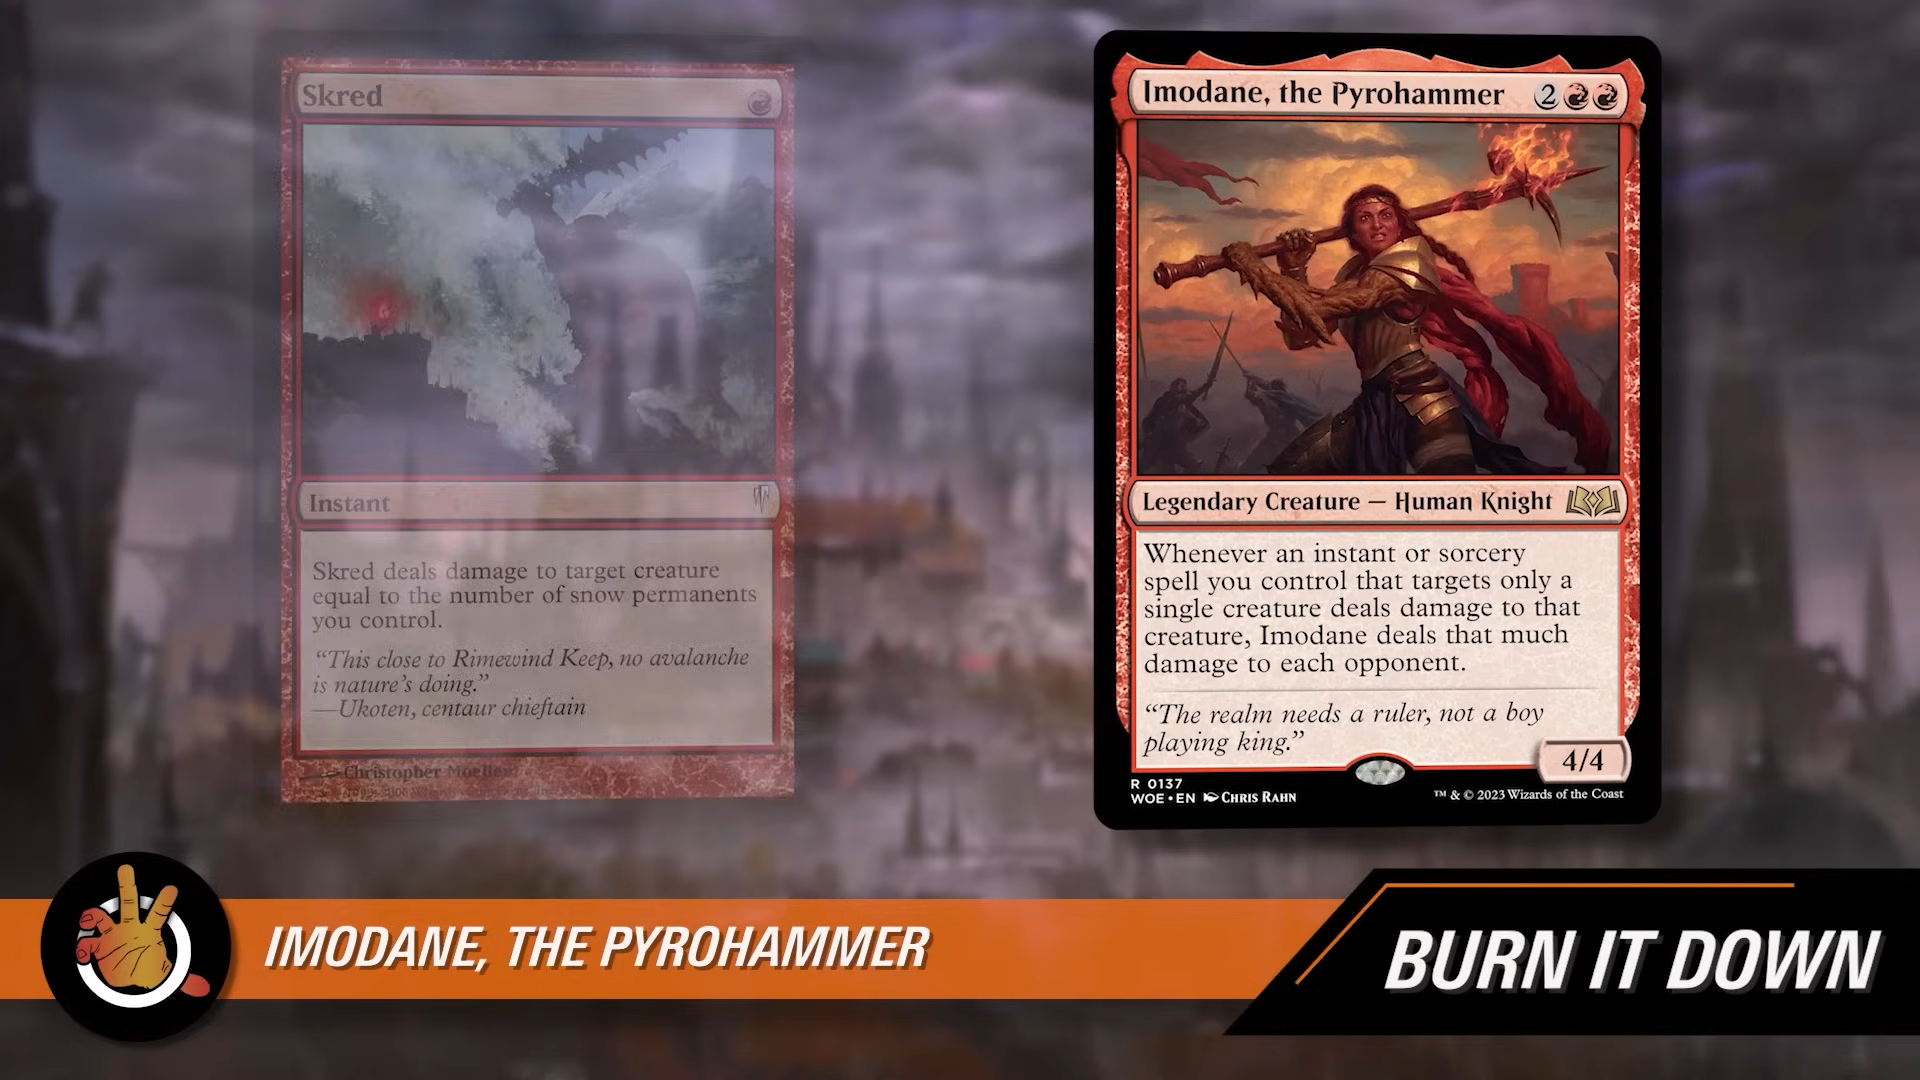 Skred
Instant
Skred deals damage to target creature
equal to the number of snow permanents
you control.
“This close to Rimewind Keep, no avalanche
is nature’s doing.”
—Ukoten, centaur chieftain
Christopher Moeller
Imodane, the Pyrohammer 2
Legendary Creature — Human Knight
Whenever an instant or sorcery
spell you control that targets only a
single creature deals damage to that
creature, Imodane deals that much
damage to each opponent.
“The realm needs a ruler, not a boy
playing king.”
4/4
R 0137
WOE • EN CHRIS RAHN
™ & © 2023 Wizards of the Coast
IMODANE, THE PYROHAMMER
BURN IT DOWN